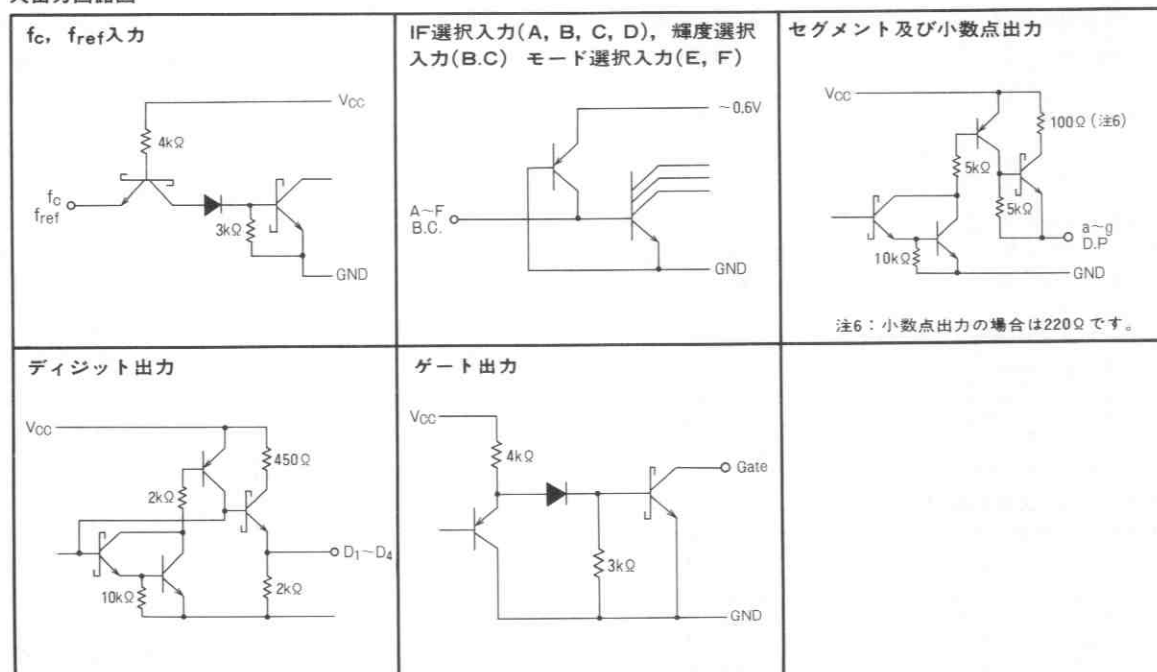 fc, fref入力
VCC
4kΩ
fc
fref
3kΩ
GND
IF選択入力(A, B, C, D), 輝度選択
入力(B.C) モード選択入力(E, F)
~0.6V
A~F
B.C.
GND
セグメント及び小数点出力
VCC
100Ω (注6)
5kΩ
5kΩ
a~g
D.P
10kΩ
GND
注6：小数点出力の場合は220Ωです。
ディジット出力
VCC
450Ω
2kΩ
D1~D4
10kΩ
2kΩ
ゲート出力
VCC
4kΩ
Gate
3kΩ
GND